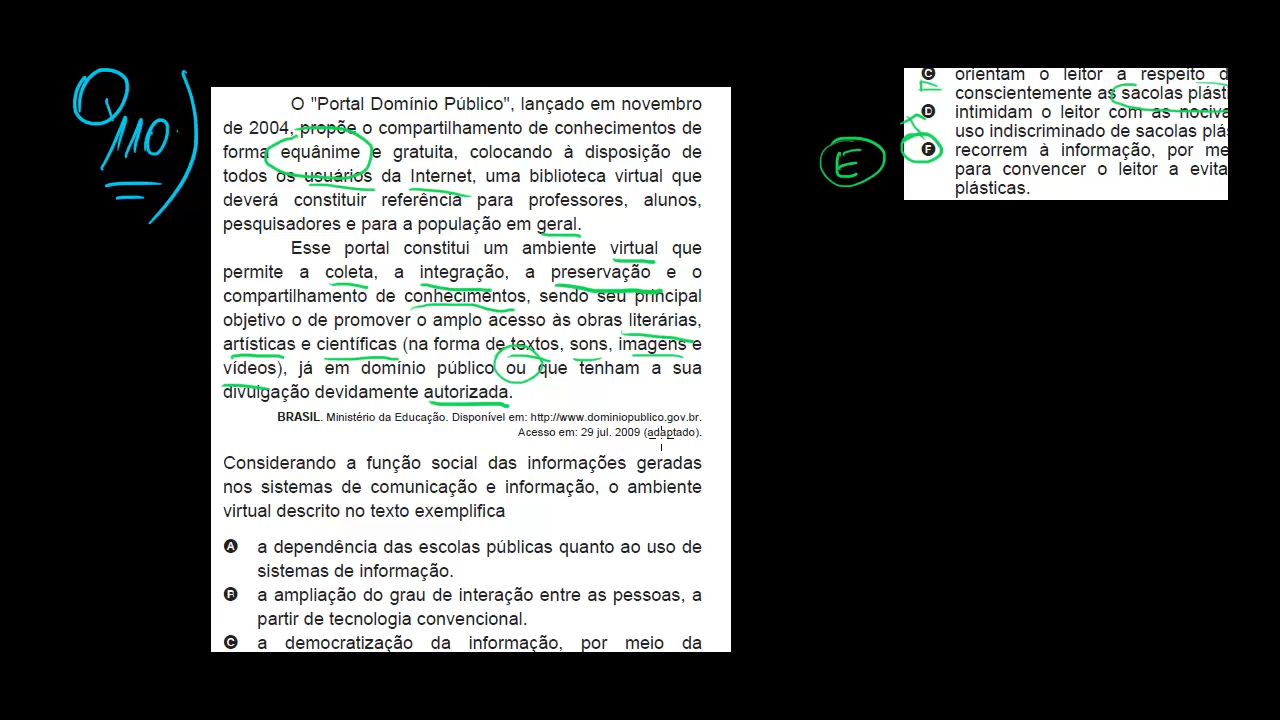 Q110)
O "Portal Domínio Público", lançado em novembro
de 2004, propõe o compartilhamento de conhecimentos de
forma equânime e gratuita, colocando à disposição de
todos os usuários da Internet, uma biblioteca virtual que
deverá constituir referência para professores, alunos,
pesquisadores e para a população em geral.
Esse portal constitui um ambiente virtual que
permite a coleta, a integração, a preservação e o
compartilhamento de conhecimentos, sendo seu principal
objetivo o de promover o amplo acesso às obras literárias,
artísticas e científicas (na forma de textos, sons, imagens e
vídeos), já em domínio público ou que tenham a sua
divulgação devidamente autorizada.
BRASIL. Ministério da Educação. Disponível em: http://www.dominiopublico.gov.br.
Acesso em: 29 jul. 2009 (adaptado).
Considerando a função social das informações geradas
nos sistemas de comunicação e informação, o ambiente
virtual descrito no texto exemplifica
A a dependência das escolas públicas quanto ao uso de
sistemas de informação.
B a ampliação do grau de interação entre as pessoas, a
partir de tecnologia convencional.
C a democratização da informação, por meio da
E
C orientam o leitor a respeito
conscientemente as sacolas
D intimidam o leitor com as
uso indiscriminado de sacolas
E recorrem à informação, por
para convencer o leitor a
plásticas.